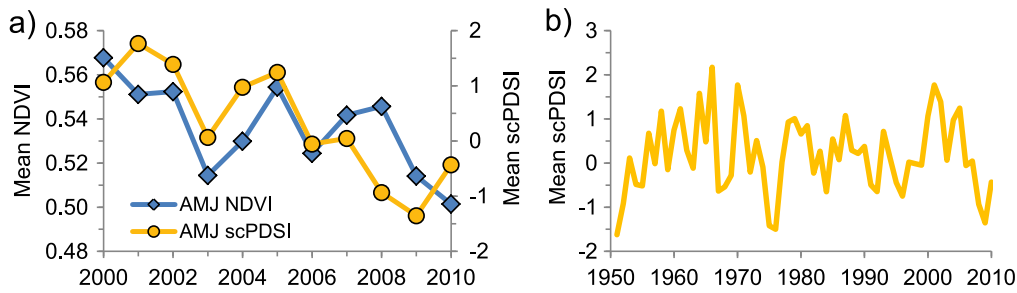 a)
Mean NDVI
0.58
0.56
0.54
0.52
0.50
0.48
2
1
0
-1
-2
Mean scPDSI
AMJ NDVI
AMJ scPDSI
2000 2002 2004 2006 2008 2010
b)
Mean scPDSI
3
2
1
0
-1
-2
1950 1960 1970 1980 1990 2000 2010